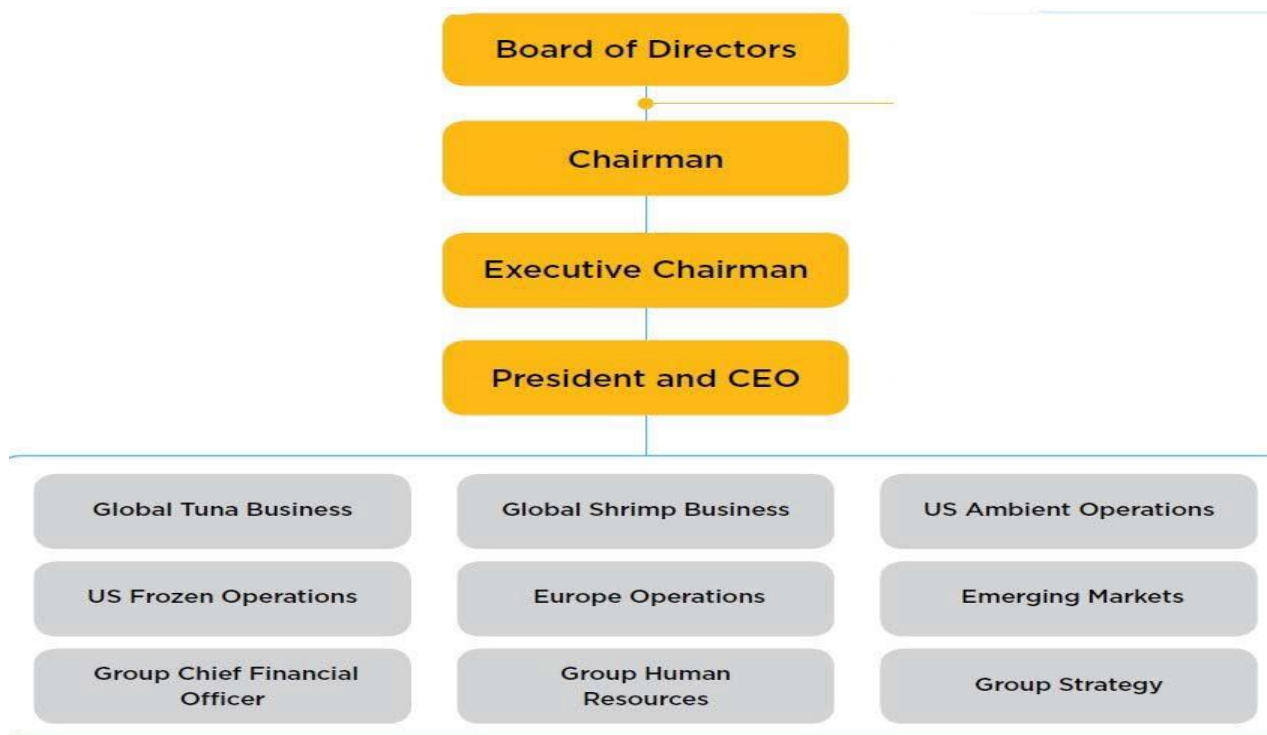 Board of Directors
Chairman
Executive Chairman
President and CEO
Global Tuna Business
Global Shrimp Business
US Ambient Operations
US Frozen Operations
Europe Operations
Emerging Markets
Group Chief Financial
Officer
Group Human
Resources
Group Strategy